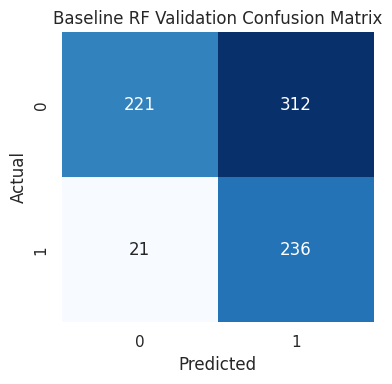 Baseline RF Validation Confusion Matrix
Actual
0
221
312
1
21
236
0
1
Predicted